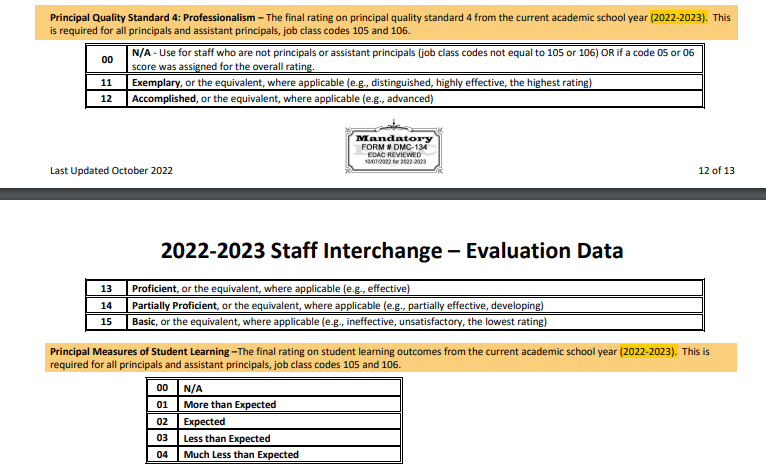 Principal Quality Standard 4: Professionalism – The final rating on principal quality standard 4 from the current academic school year (2022-2023). This
is required for all principals and assistant principals, job class codes 105 and 106.
00 N/A - Use for staff who are not principals or assistant principals (job class codes not equal to 105 or 106) OR if a code 05 or 06
score was assigned for the overall rating.
11 Exemplary, or the equivalent, where applicable (e.g., distinguished, highly effective, the highest rating)
12 Accomplished, or the equivalent, where applicable (e.g., advanced)
Mandatory
FORM # DMC-134
EDAC REVIEWED
10/07/2022 for 2022-2023
Last Updated October 2022
12 of 13
2022-2023 Staff Interchange – Evaluation Data
13 Proficient, or the equivalent, where applicable (e.g., effective)
14 Partially Proficient, or the equivalent, where applicable (e.g., partially effective, developing)
15 Basic, or the equivalent, where applicable (e.g., ineffective, unsatisfactory, the lowest rating)
Principal Measures of Student Learning –The final rating on student learning outcomes from the current academic school year (2022-2023). This is
required for all principals and assistant principals, job class codes 105 and 106.
00 N/A
01 More than Expected
02 Expected
03 Less than Expected
04 Much Less than Expected